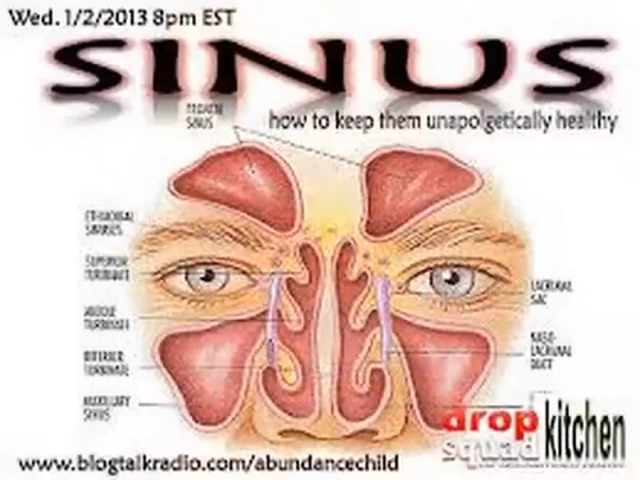 Wed. 1/2/2013 8pm EST
SINUS
FRONTAL
SINUS
how to keep them unapolgetically healthy
ETHMOIDAL
SINUSES
SUPERIOR
TURBINATE
MIDDLE
TURBINATE
INFERIOR
TURBINATE
MAXILLARY
SINUS
LACRIMAL
SAC
NASO-
LACRIMAL
DUCT
drop
squad kitchen
www.blogtalkradio.com/abundancechild